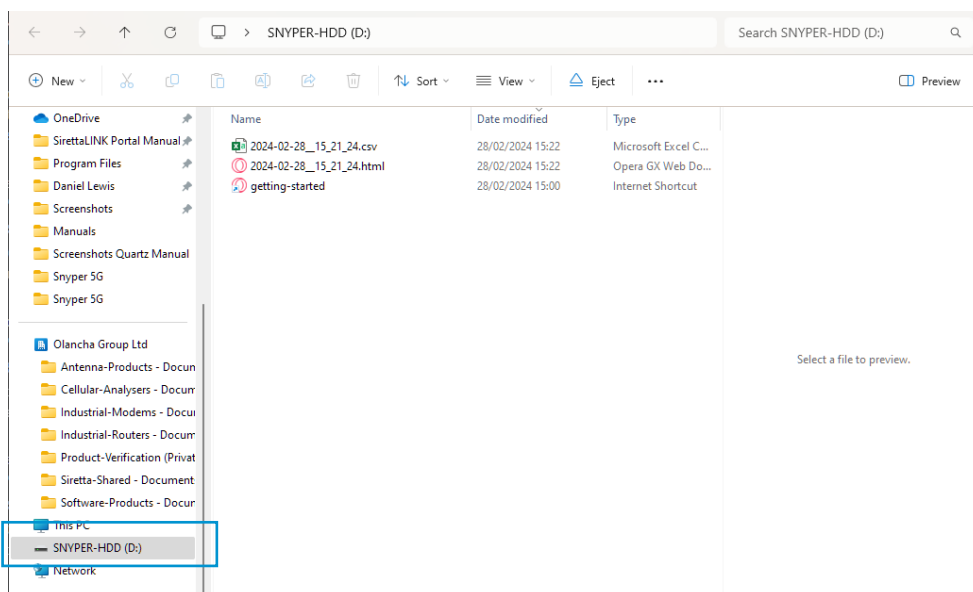 SNYPER-HDD (D:)
Search SNYPER-HDD (D:)
New
Sort
View
Eject
Preview
OneDrive
SirettaLINK Portal Manual
Program Files
Daniel Lewis
Screenshots
Manuals
Screenshots Quartz Manual
Snyper 5G
Snyper 5G
Olancha Group Ltd
Antenna-Products - Docun
Cellular-Analysers - Docum
Industrial-Modems - Docu
Industrial-Routers - Docum
Product-Verification (Privat
Siretta-Shared - Document
Software-Products - Docur
This PC
SNYPER-HDD (D:)
Network
Name Date modified Type
2024-02-28__15_21_24.csv 28/02/2024 15:22 Microsoft Excel C...
2024-02-28__15_21_24.html 28/02/2024 15:22 Opera GX Web Do...
getting-started 28/02/2024 15:00 Internet Shortcut
Select a file to preview.